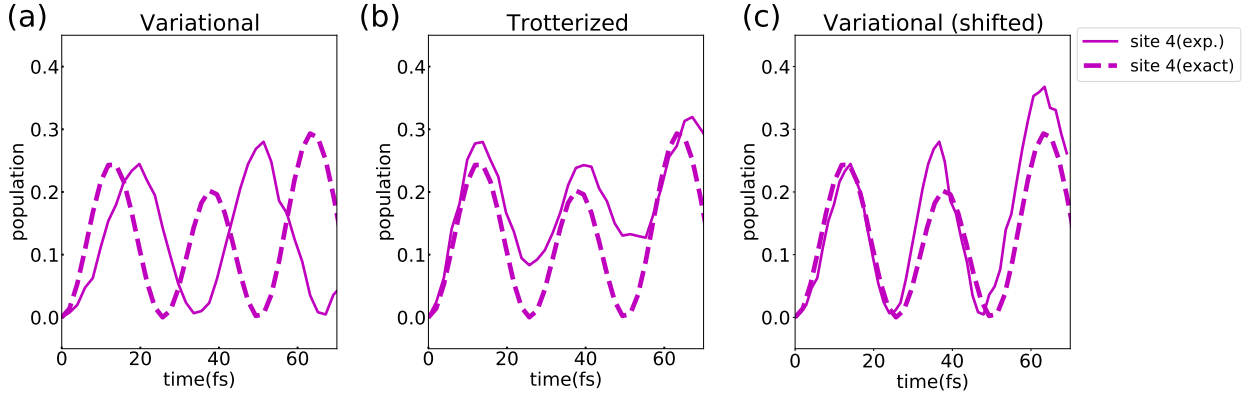 (a)
Variational
population
0.4
0.3
0.2
0.1
0.0
0
20
40
60
time(fs)
(b)
Trotterized
population
0.4
0.3
0.2
0.1
0.0
0
20
40
60
time(fs)
(c)
Variational (shifted)
population
0.4
0.3
0.2
0.1
0.0
0
20
40
60
time(fs)
site 4(exp.)
site 4(exact)